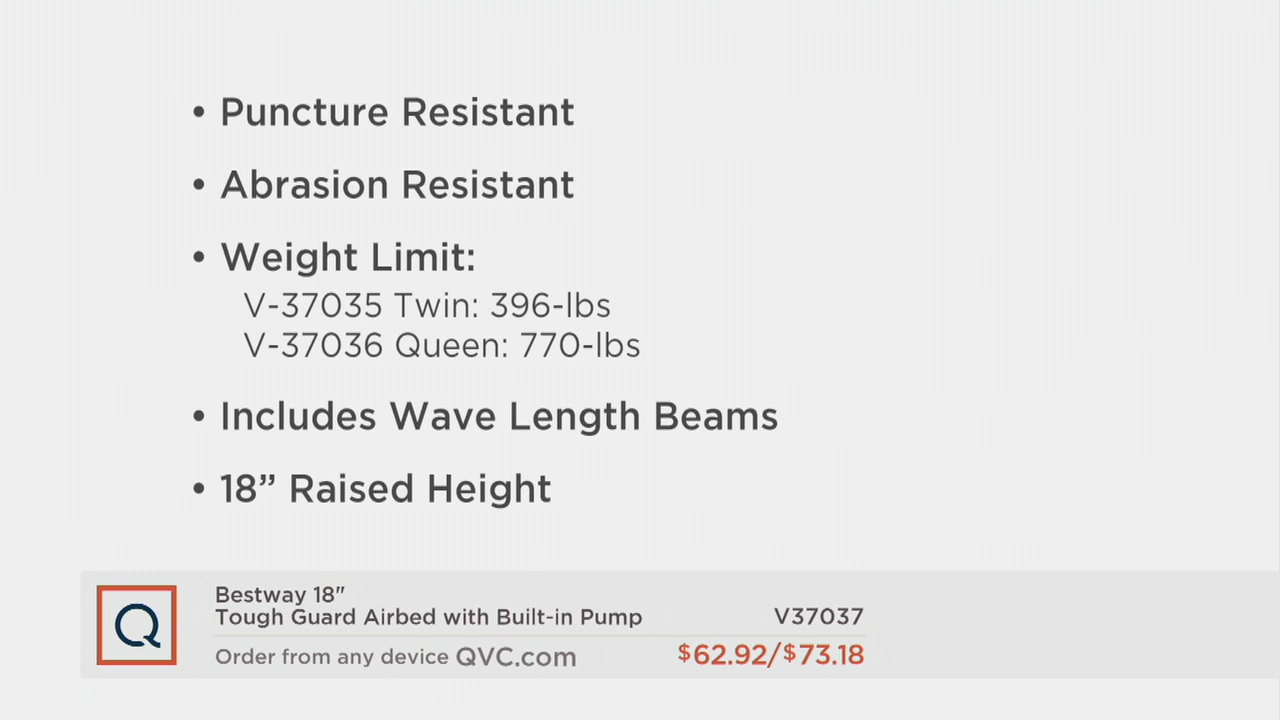 • Puncture Resistant
• Abrasion Resistant
• Weight Limit:
V-37035 Twin: 396-lbs
V-37036 Queen: 770-lbs
• Includes Wave Length Beams
• 18” Raised Height
Q
Bestway 18"
Tough Guard Airbed with Built-in Pump V37037
Order from any device QVC.com $62.92/$73.18